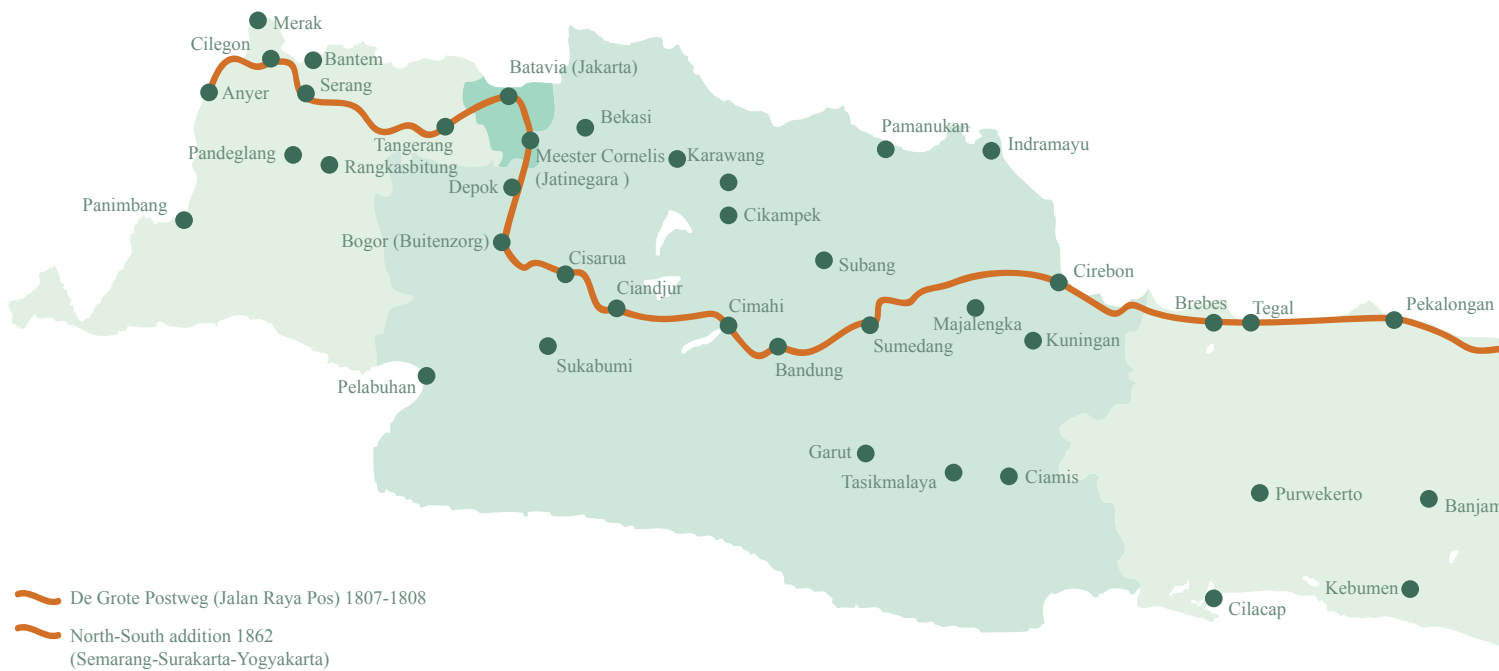 Merak
Cilegon
Bantem
Anyer
Serang
Batavia (Jakarta)
Tangerang
Bekasi
Pamanukan
Indramayu
Pandeglang
Rangkasbitung
Meester Cornelis
(Jatinegara )
Karawang
Depok
Panimbang
Cikampek
Bogor (Buitenzorg)
Cisarua
Subang
Cirebon
Ciandjur
Cimahi
Majalengka
Brebes
Tegal
Pekalongan
Sumedang
Kuningan
Sukabumi
Bandung
Pelabuhan
Garut
Tasikmalaya
Ciamis
Purwekerto
Banjam
Kebumen
Cilacap
De Grote Postweg (Jalan Raya Pos) 1807-1808
North-South addition 1862
(Semarang-Surakarta-Yogyakarta)